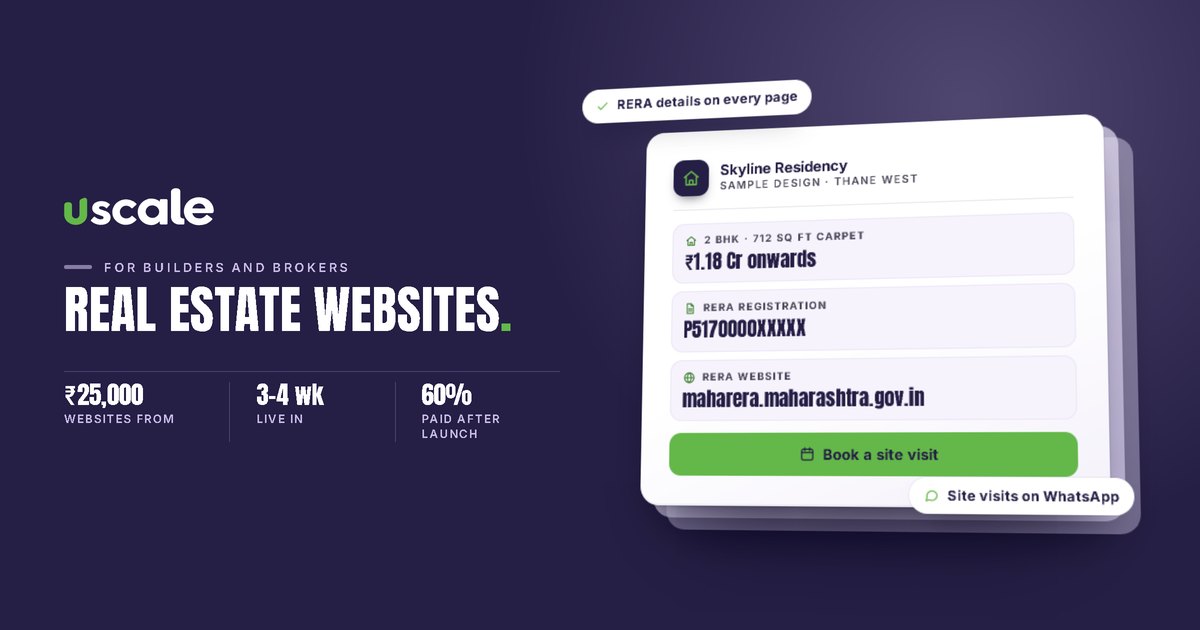 uscale
FOR BUILDERS AND BROKERS
REAL ESTATE WEBSITES.
₹25,000
WEBSITES FROM
3-4 wk
LIVE IN
60%
PAID AFTER
LAUNCH
RERA details on every page
Skyline Residency
SAMPLE DESIGN · THANE WEST
2 BHK · 712 SQ FT CARPET
₹1.18 Cr onwards
RERA REGISTRATION
P5170000XXXXX
RERA WEBSITE
maharera.maharashtra.gov.in
Book a site visit
Site visits on WhatsApp